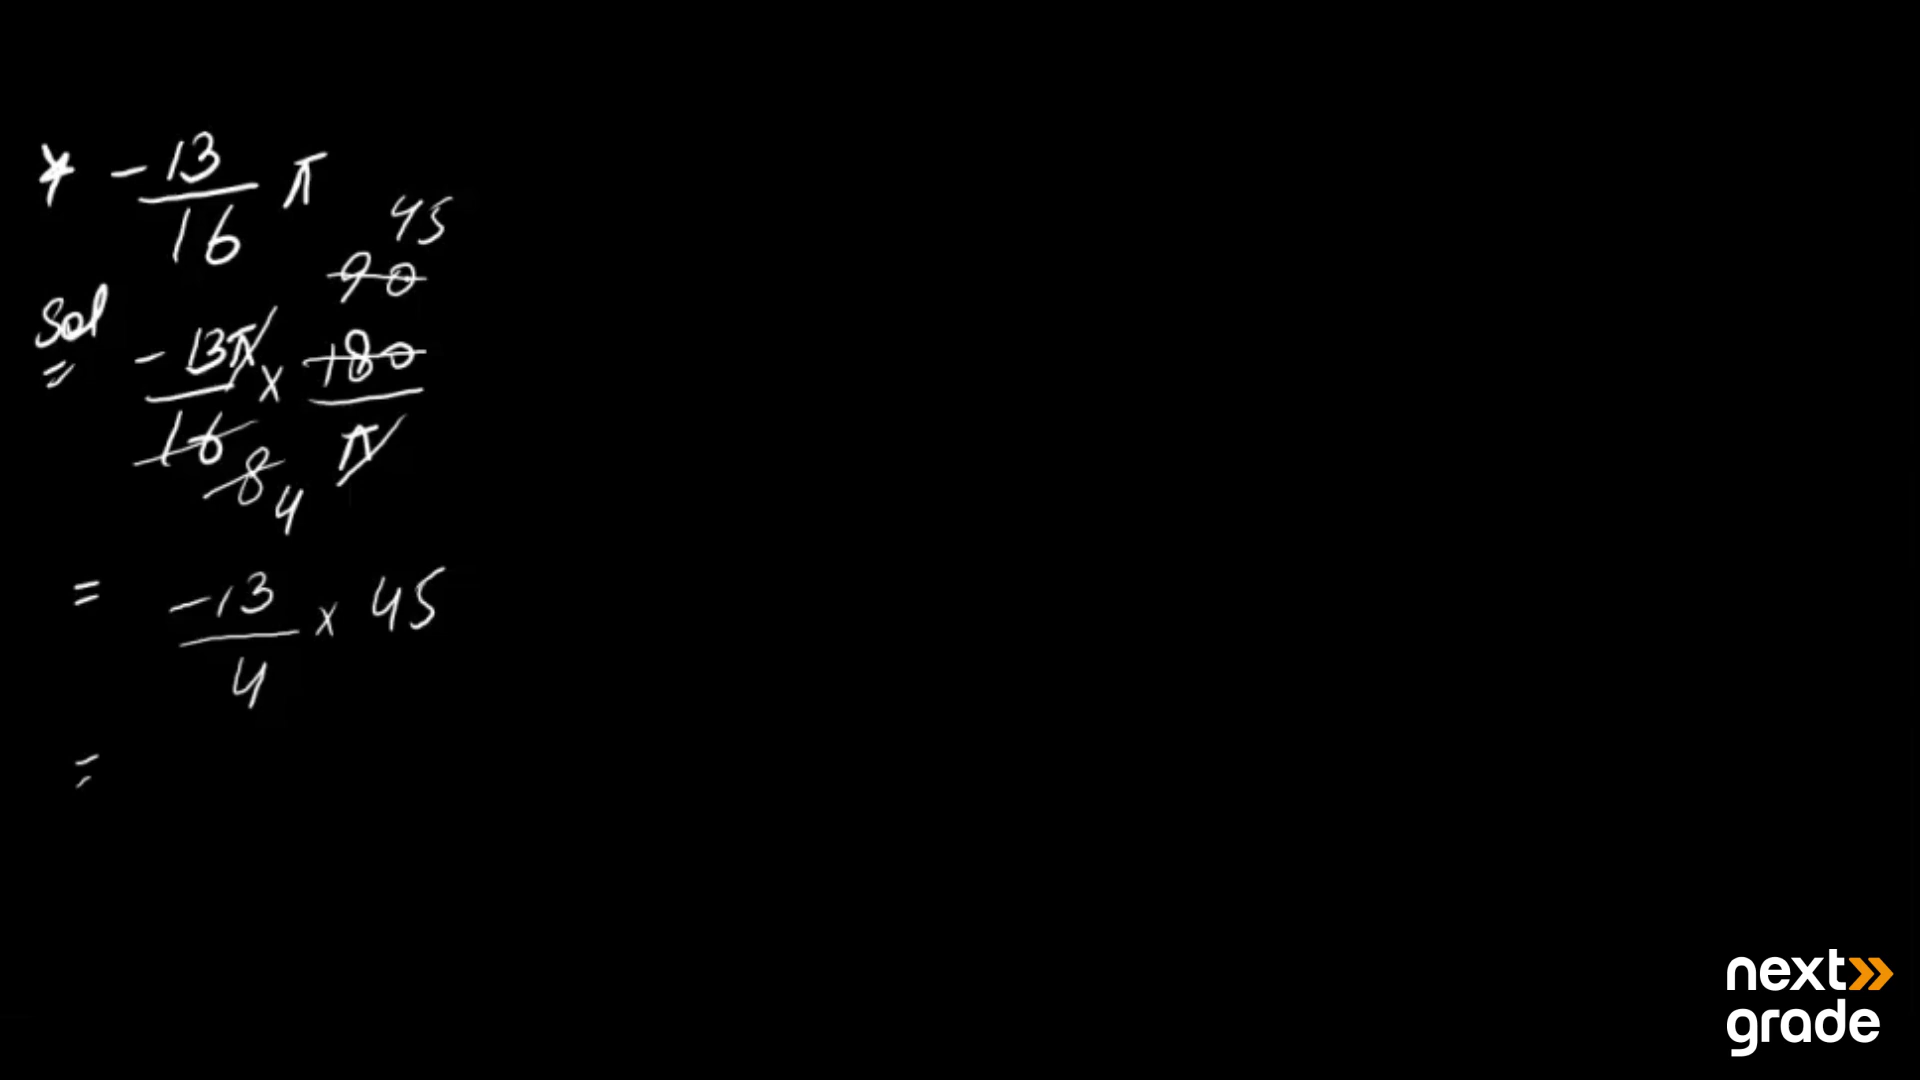 * -13/16 π
Sol = -13π/16 × 180/π
90
45
8
4
= -13/4 × 45
=
next
grade